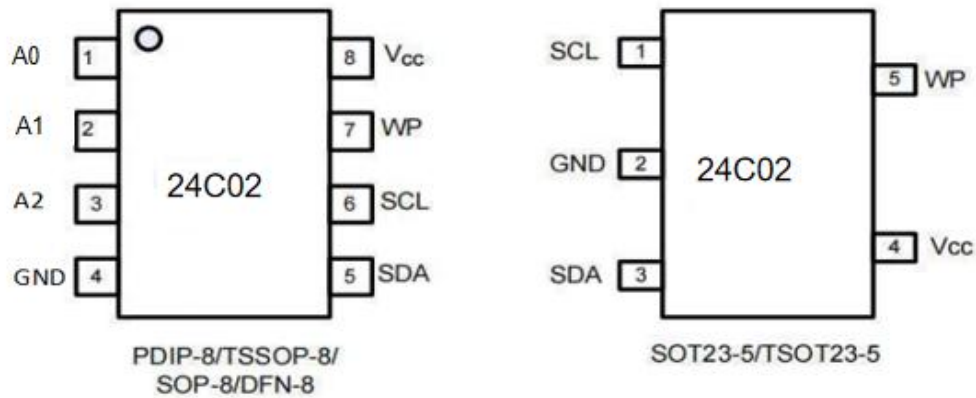 A0 1 8 Vcc
A1 2 7 WP
A2 3 6 SCL
GND 4 5 SDA
24C02
PDIP-8/TSSOP-8/
SOP-8/DFN-8
SCL 1
5 WP
GND 2
24C02
4 Vcc
SDA 3
SOT23-5/TSOT23-5